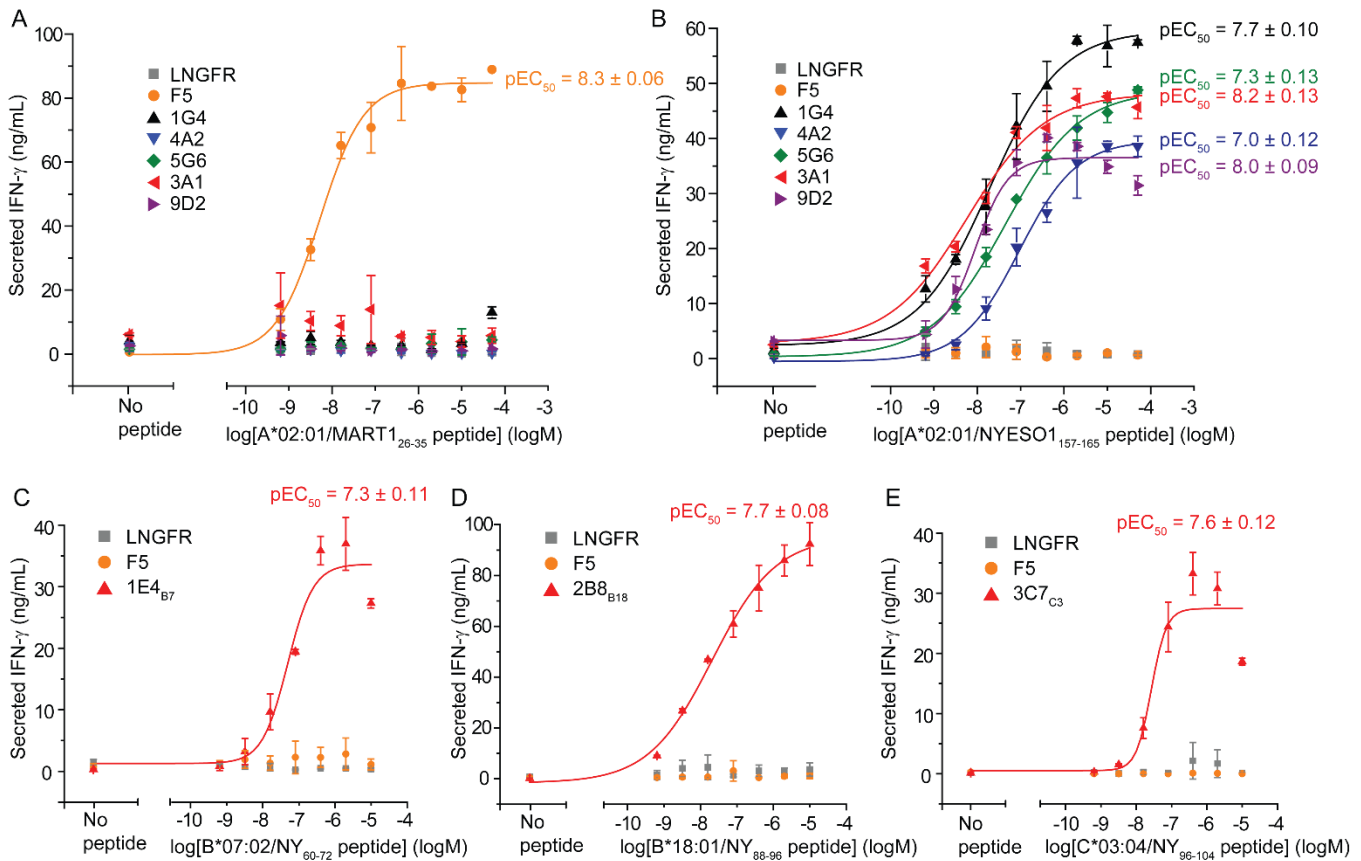 A
100
80
60
40
20
0
Secreted IFN-γ (ng/mL)
LNGFR
F5
1G4
4A2
5G6
3A1
9D2
pEC50 = 8.3 ± 0.06
No
peptide
-10 -9 -8 -7 -6 -5 -4 -3
log[A*02:01/MART126-35 peptide] (logM)
B
60
50
40
30
20
10
0
Secreted IFN-γ (ng/mL)
LNGFR
F5
1G4
4A2
5G6
3A1
9D2
pEC50 = 7.7 ± 0.10
pEC50 = 7.3 ± 0.13
pEC50 = 8.2 ± 0.13
pEC50 = 7.0 ± 0.12
pEC50 = 8.0 ± 0.09
No
peptide
-10 -9 -8 -7 -6 -5 -4 -3
log[A*02:01/NYESO1157-165 peptide] (logM)
C
pEC50 = 7.3 ± 0.11
40
30
20
10
0
Secreted IFN-γ (ng/mL)
LNGFR
F5
1E4B7
No
peptide
-10 -9 -8 -7 -6 -5 -4
log[B*07:02/NY60-72 peptide] (logM)
D
pEC50 = 7.7 ± 0.08
100
80
60
40
20
0
Secreted IFN-γ (ng/mL)
LNGFR
F5
2B8B18
No
peptide
-10 -9 -8 -7 -6 -5 -4
log[B*18:01/NY88-96 peptide] (logM)
E
pEC50 = 7.6 ± 0.12
40
30
20
10
0
Secreted IFN-γ (ng/mL)
LNGFR
F5
3C7C3
No
peptide
-10 -9 -8 -7 -6 -5 -4
log[C*03:04/NY96-104 peptide] (logM)